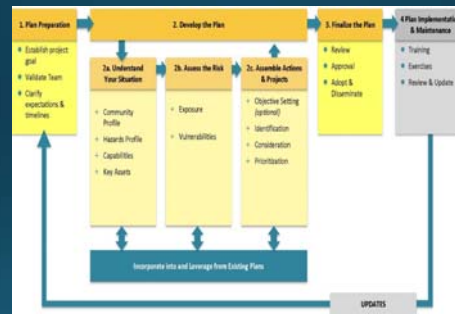 1. Plan Preparation
Establish project
goal
Validate Team
Clarify
expectations &
timelines
2. Develop the Plan
2a. Understand
Your Situation
Community
Profile
Hazards Profile
Capabilities
Key Assets
2b. Assess the Risk
Exposure
Vulnerabilities
2c. Assemble Actions
& Projects
Objective Setting
(optional)
Identification
Consideration
Prioritization
Incorporate into and Leverage from Existing Plans
3. Finalize the Plan
Review
Approval
Adopt &
Disseminate
4 Plan Implementation
& Maintenance
Training
Exercises
Review & Update
UPDATES